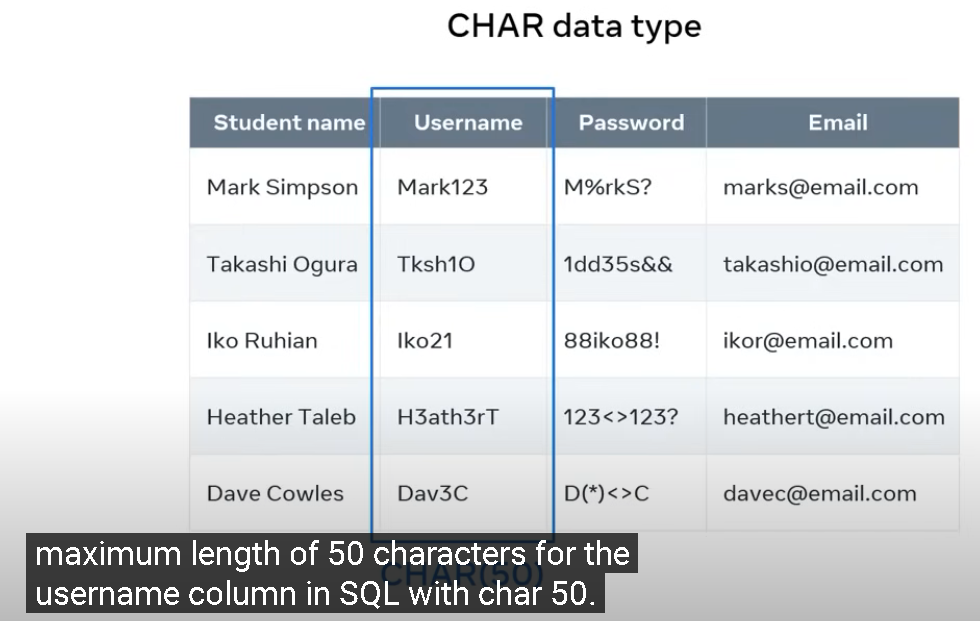 CHAR data type
Student name Username Password Email
Mark Simpson Mark123 M%rkS? marks@email.com
Takashi Ogura Tksh1O 1dd35s&& takashio@email.com
Iko Ruhian Iko21 88iko88! ikor@email.com
Heather Taleb H3ath3rT 123<>123? heathert@email.com
Dave Cowles Dav3C D(*)<>C davec@email.com
CHAR(50)
maximum length of 50 characters for the
username column in SQL with char 50.